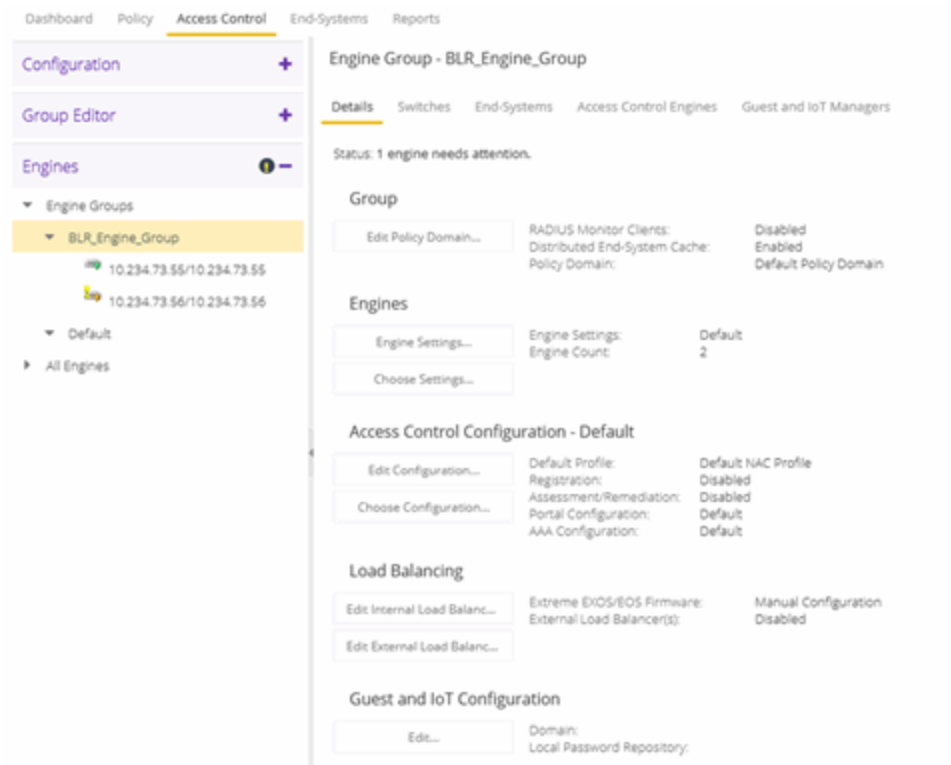 Dashboard Policy Access Control End-Systems Reports
Configuration
Group Editor
Engines
Engine Groups
BLR_Engine_Group
10.234.73.55/10.234.73.55
10.234.73.56/10.234.73.56
Default
All Engines
Engine Group - BLR_Engine_Group
Details Switches End-Systems Access Control Engines Guest and IoT Managers
Status: 1 engine needs attention.
Group
Edit Policy Domain...
RADIUS Monitor Clients: Disabled
Distributed End-System Cache: Enabled
Policy Domain: Default Policy Domain
Engines
Engine Settings...
Choose Settings...
Engine Settings: Default
Engine Count: 2
Access Control Configuration - Default
Edit Configuration...
Choose Configuration...
Default Profile: Default NAC Profile
Registration: Disabled
Assessment/Remediation: Disabled
Portal Configuration: Default
AAA Configuration: Default
Load Balancing
Edit Internal Load Balanc...
Edit External Load Balanc...
Extreme EXOS/EOS Firmware: Manual Configuration
External Load Balancer(s): Disabled
Guest and IoT Configuration
Edit...
Domain:
Local Password Repository: